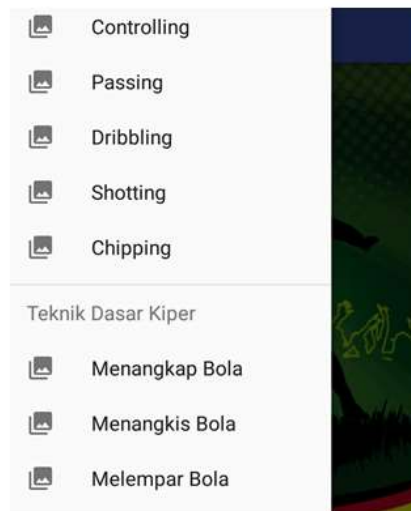 Controlling
Passing
Dribbling
Shotting
Chipping
Teknik Dasar Kiper
Menangkap Bola
Menangkis Bola
Melempar Bola